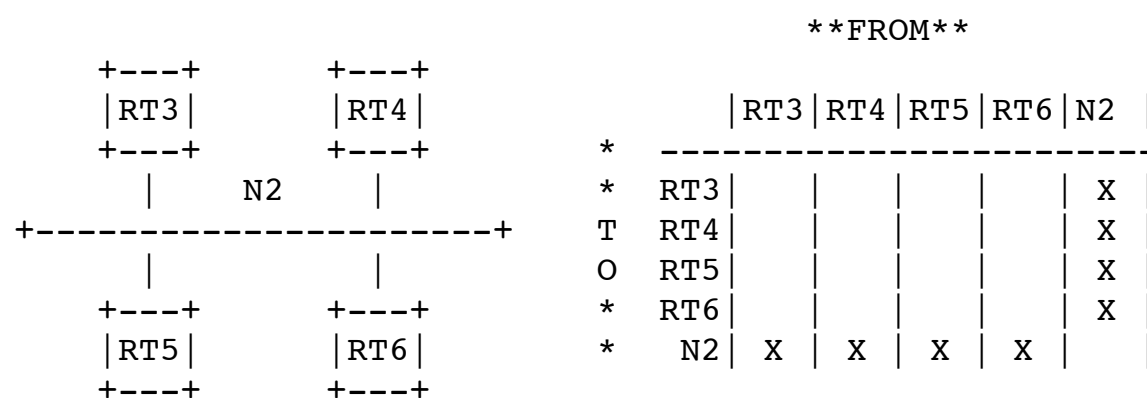 **FROM**
     +---+      +---+
     |RT3|      |RT4|              |RT3|RT4|RT5|RT6|N2 |
     +---+      +---+        *  ------------------------
       |    N2    |          *  RT3|   |   |   |   | X |
 +----------------------+    T  RT4|   |   |   |   | X |
       |          |          O  RT5|   |   |   |   | X |
     +---+      +---+        *  RT6|   |   |   |   | X |
     |RT5|      |RT6|        *   N2| X | X | X | X |   |
     +---+      +---+